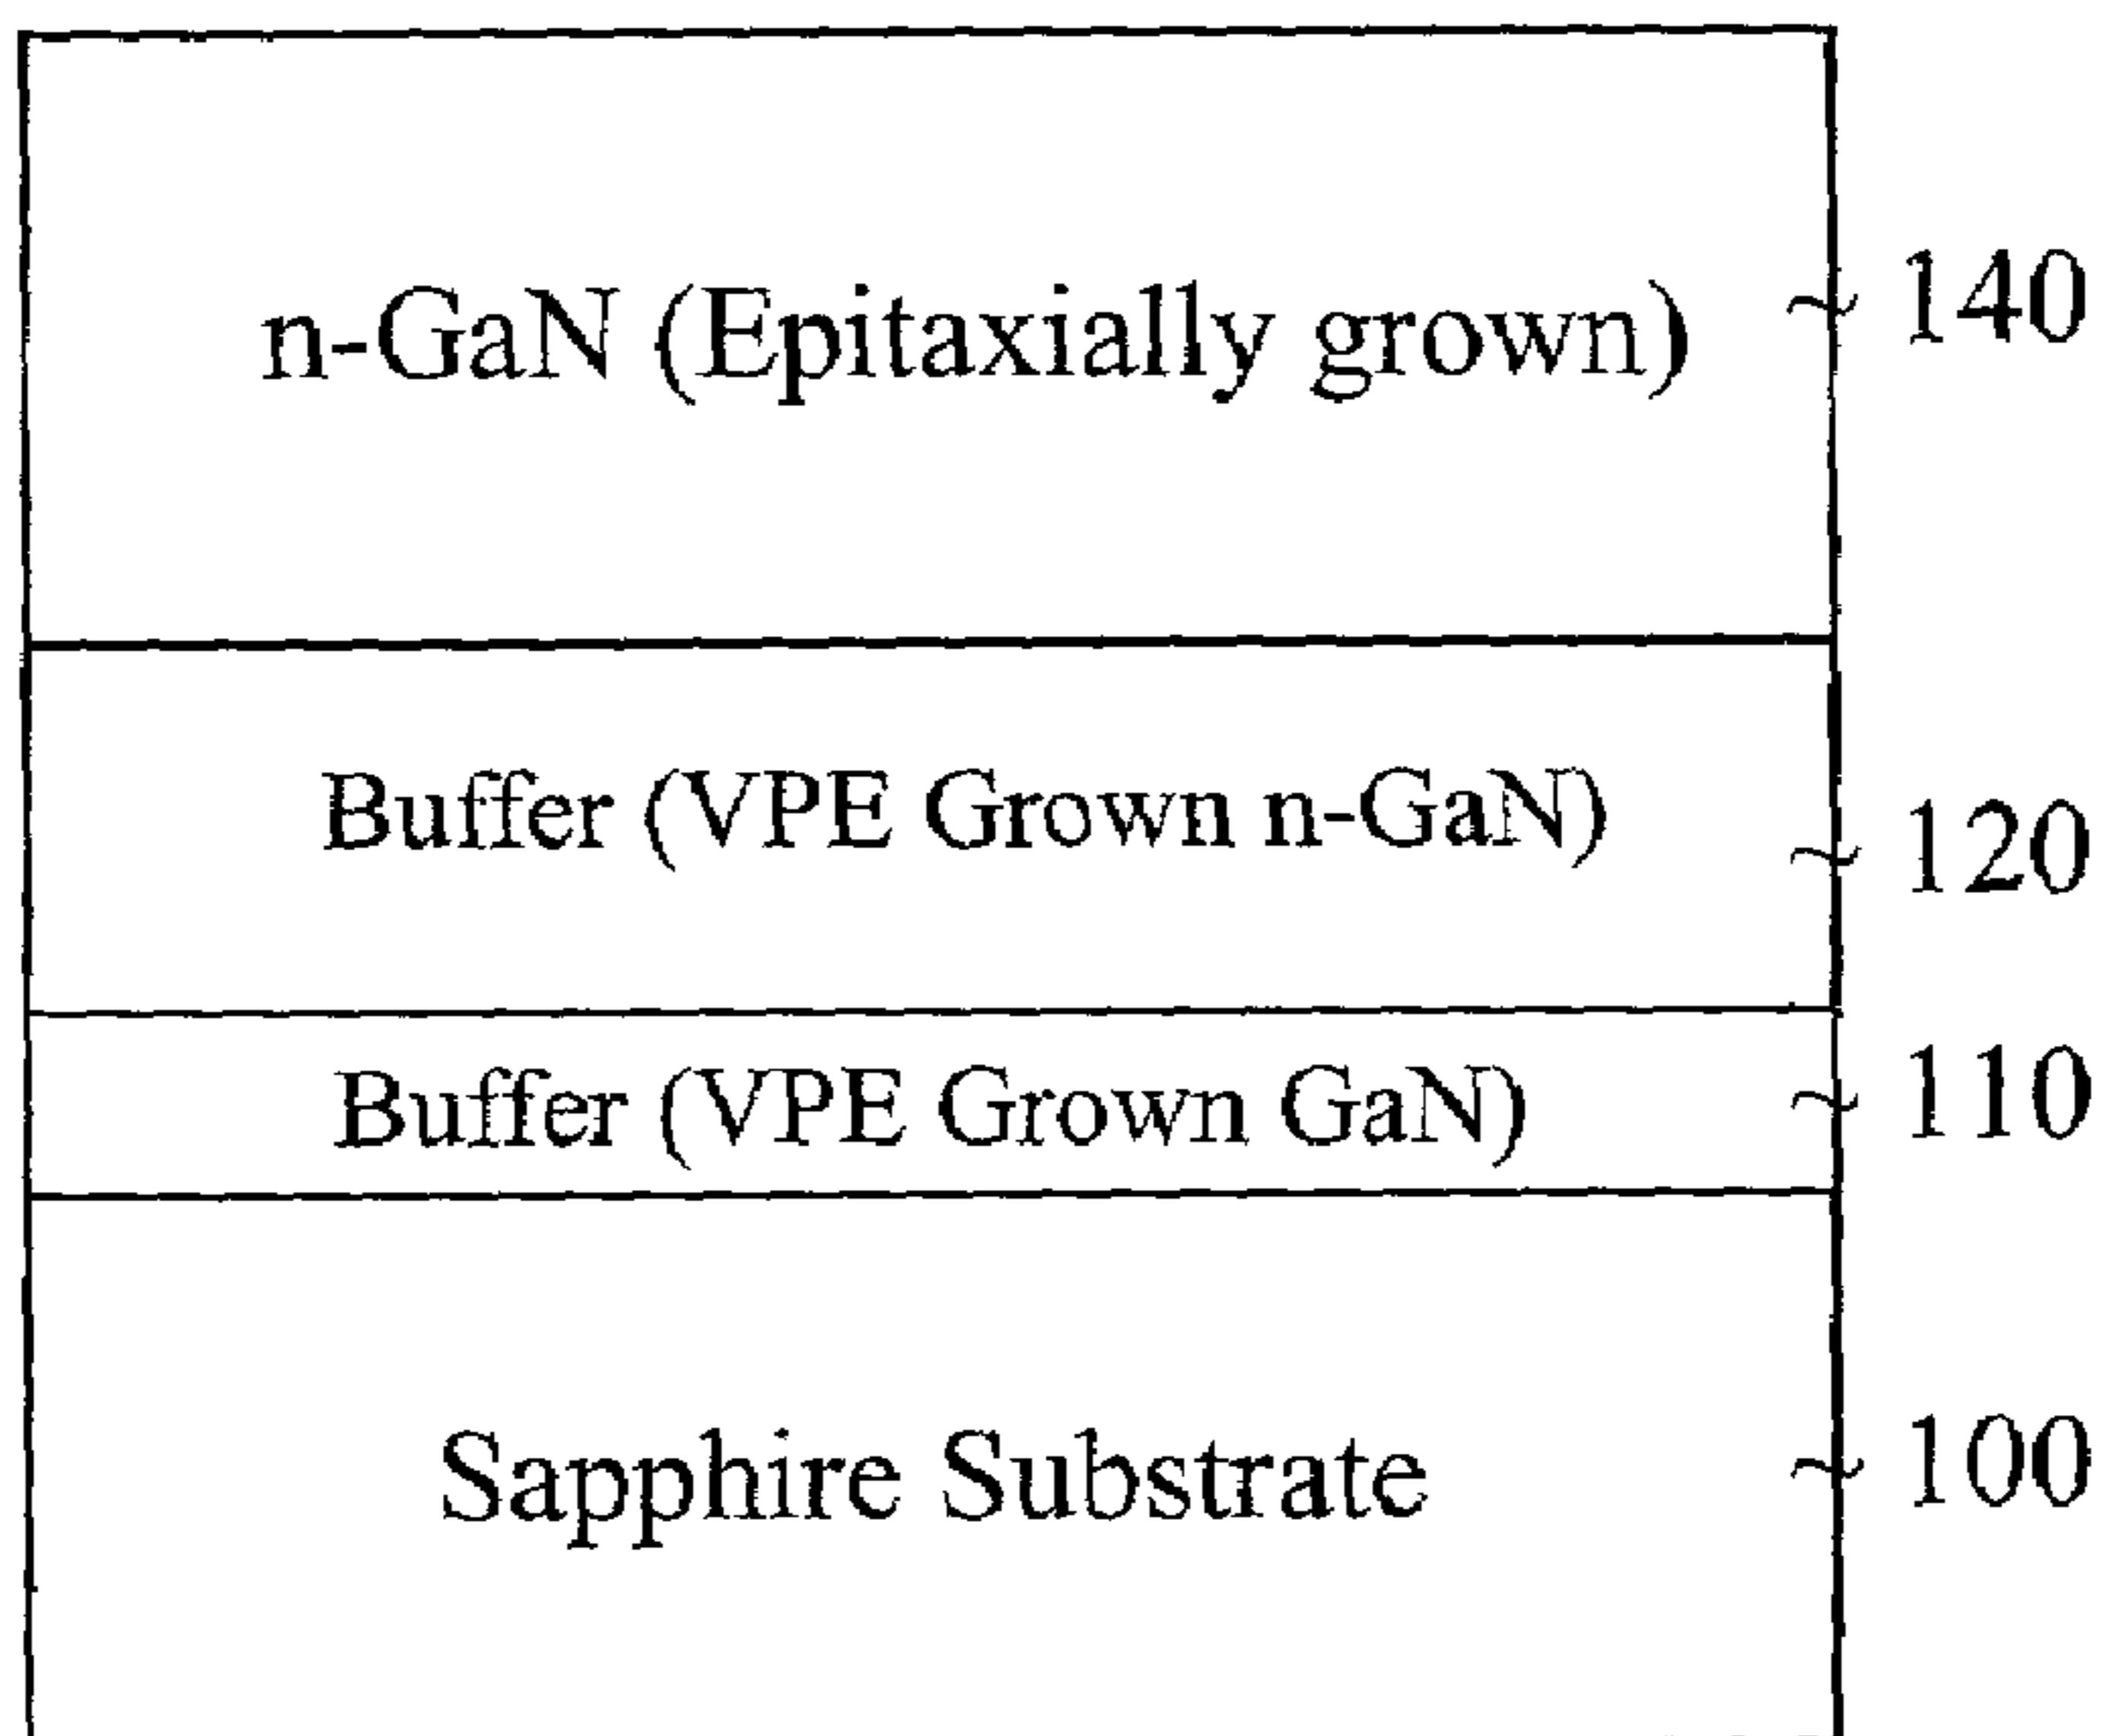 n-GaN (Epitaxially grown) 140
Buffer (VPE Grown n-GaN) 120
Buffer (VPE Grown GaN) 110
Sapphire Substrate 100